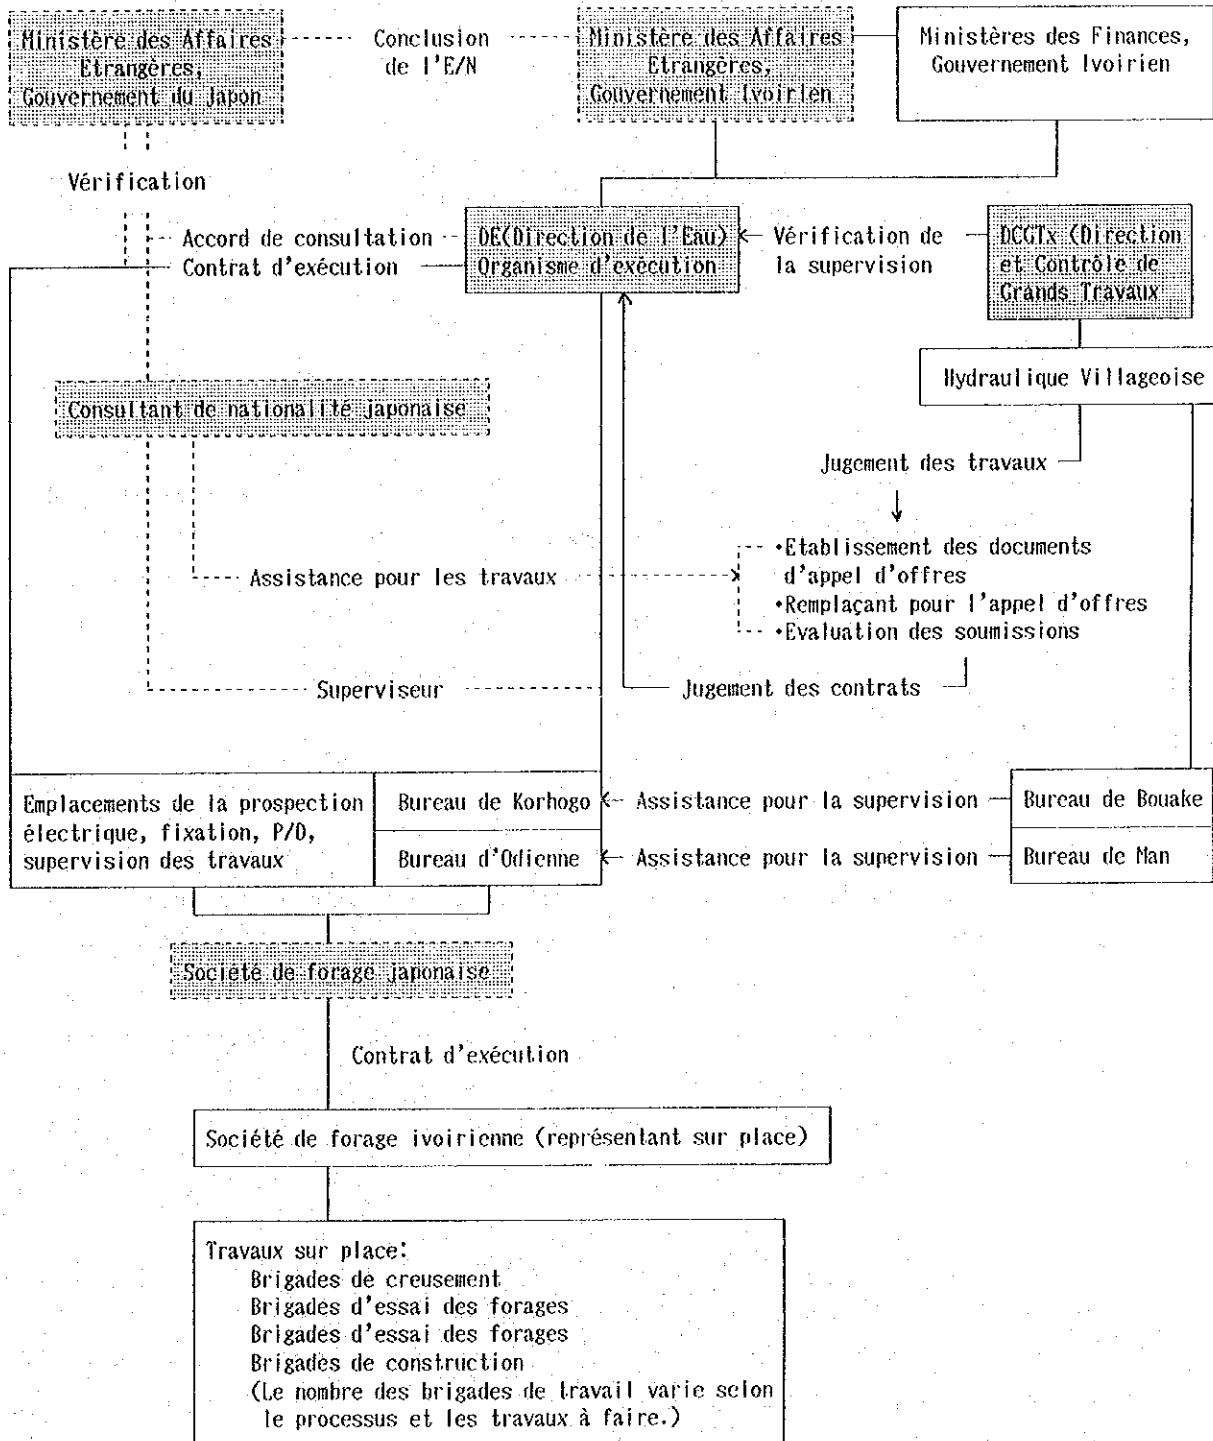 Ministère des Affaires
Etrangères,
Gouvernement du Japon
Conclusion
de l'E/N
Ministère des Affaires
Etrangères,
Gouvernement Ivoirien
Ministères des Finances,
Gouvernement Ivoirien
Vérification
Accord de consultation
Contrat d'exécution
DE(Direction de l'Eau)
Organisme d'exécution
Vérification de
la supervision
DCGTx (Direction
et Contrôle de
Grands Travaux
Hydraulique Villageoise
Consultant de nationalité japonaise
Jugement des travaux
Assistance pour les travaux
•Etablissement des documents
d'appel d'offres
•Remplaçant pour l'appel d'offres
•Evaluation des soumissions
Superviseur
Jugement des contrats
Emplacements de la prospection
électrique, fixation, P/O,
supervision des travaux
Bureau de Korhogo
Assistance pour la supervision
Bureau de Bouake
Bureau d'Odienne
Assistance pour la supervision
Bureau de Man
Société de forage japonaise
Contrat d'exécution
Société de forage ivoirienne (représentant sur place)
Travaux sur place:
Brigades de creusement
Brigades d'essai des forages
Brigades d'essai des forages
Brigades de construction
(Le nombre des brigades de travail varie selon
le processus et les travaux à faire.)